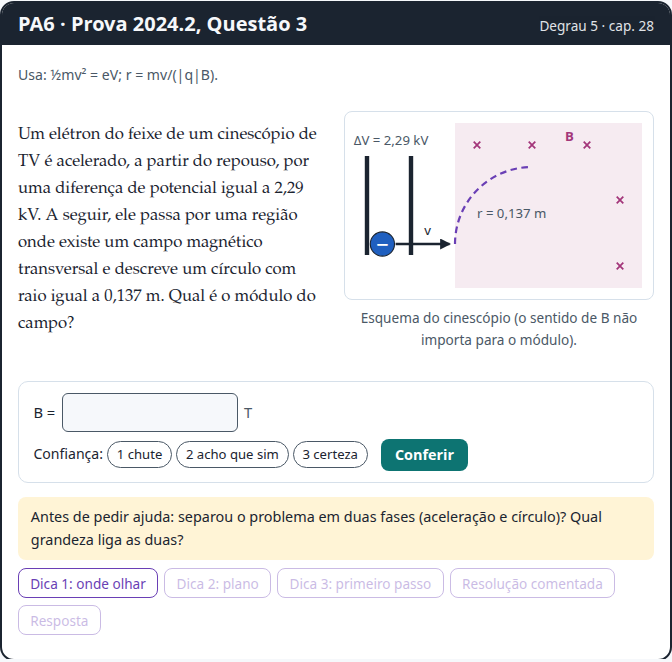 PA6 · Prova 2024.2, Questão 3
Degrau 5 · cap. 28
Usa: ½mv² = eV; r = mv/(|q|B).
Um elétron do feixe de um cinescópio de
TV é acelerado, a partir do repouso, por
uma diferença de potencial igual a 2,29
kV. A seguir, ele passa por uma região
onde existe um campo magnético
transversal e descreve um círculo com
raio igual a 0,137 m. Qual é o módulo do
campo?
ΔV = 2,29 kV
B
× × ×
×
r = 0,137 m
v
−
×
Esquema do cinescópio (o sentido de B não
importa para o módulo).
B = T
Confiança: 1 chute 2 acho que sim 3 certeza Conferir
Antes de pedir ajuda: separou o problema em duas fases (aceleração e círculo)? Qual
grandeza liga as duas?
Dica 1: onde olhar Dica 2: plano Dica 3: primeiro passo Resolução comentada
Resposta